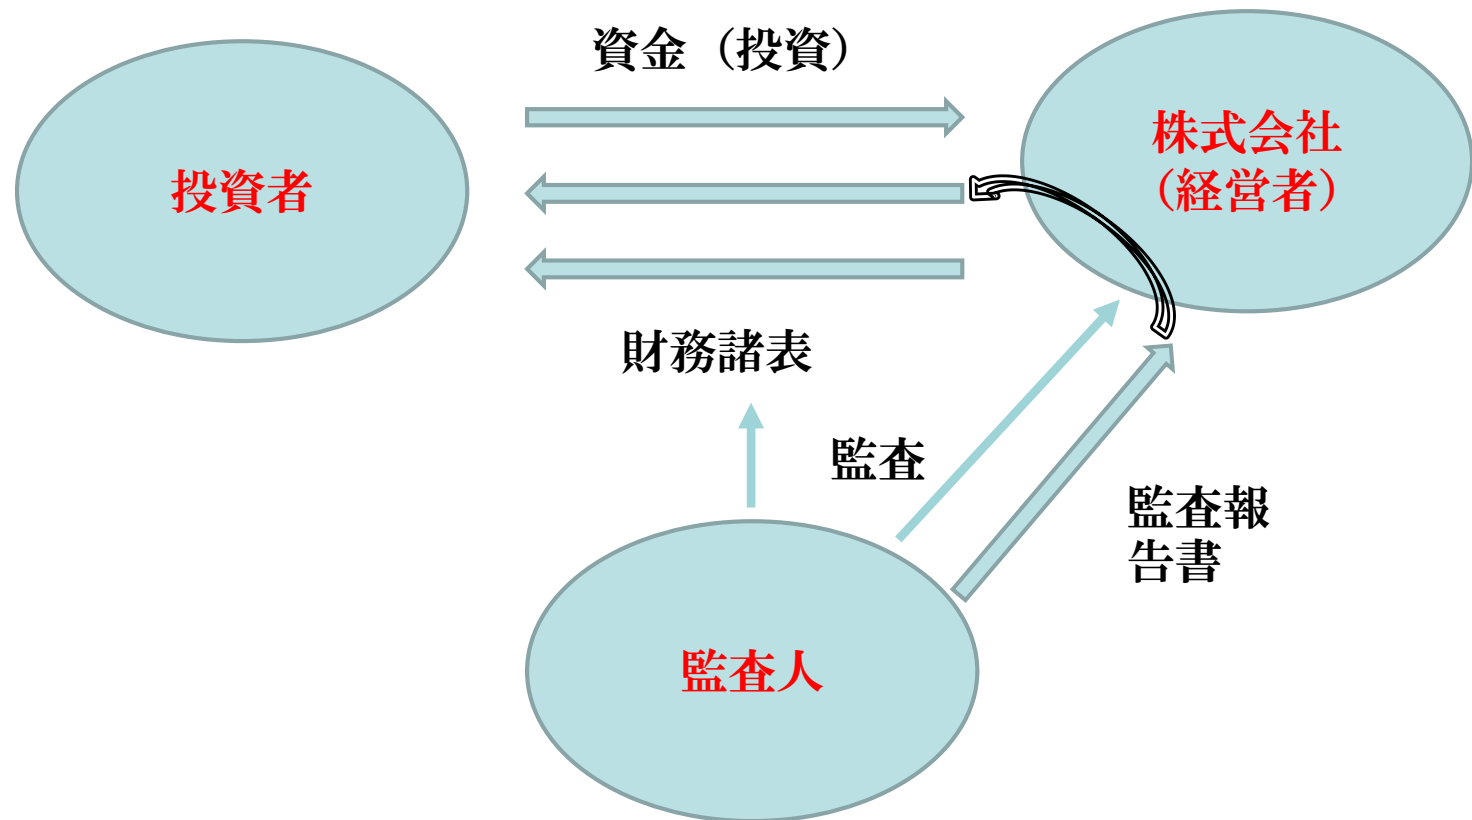 資金（投資）
投資者
株式会社
（経営者）
財務諸表
監査
監査報
告書
監査人